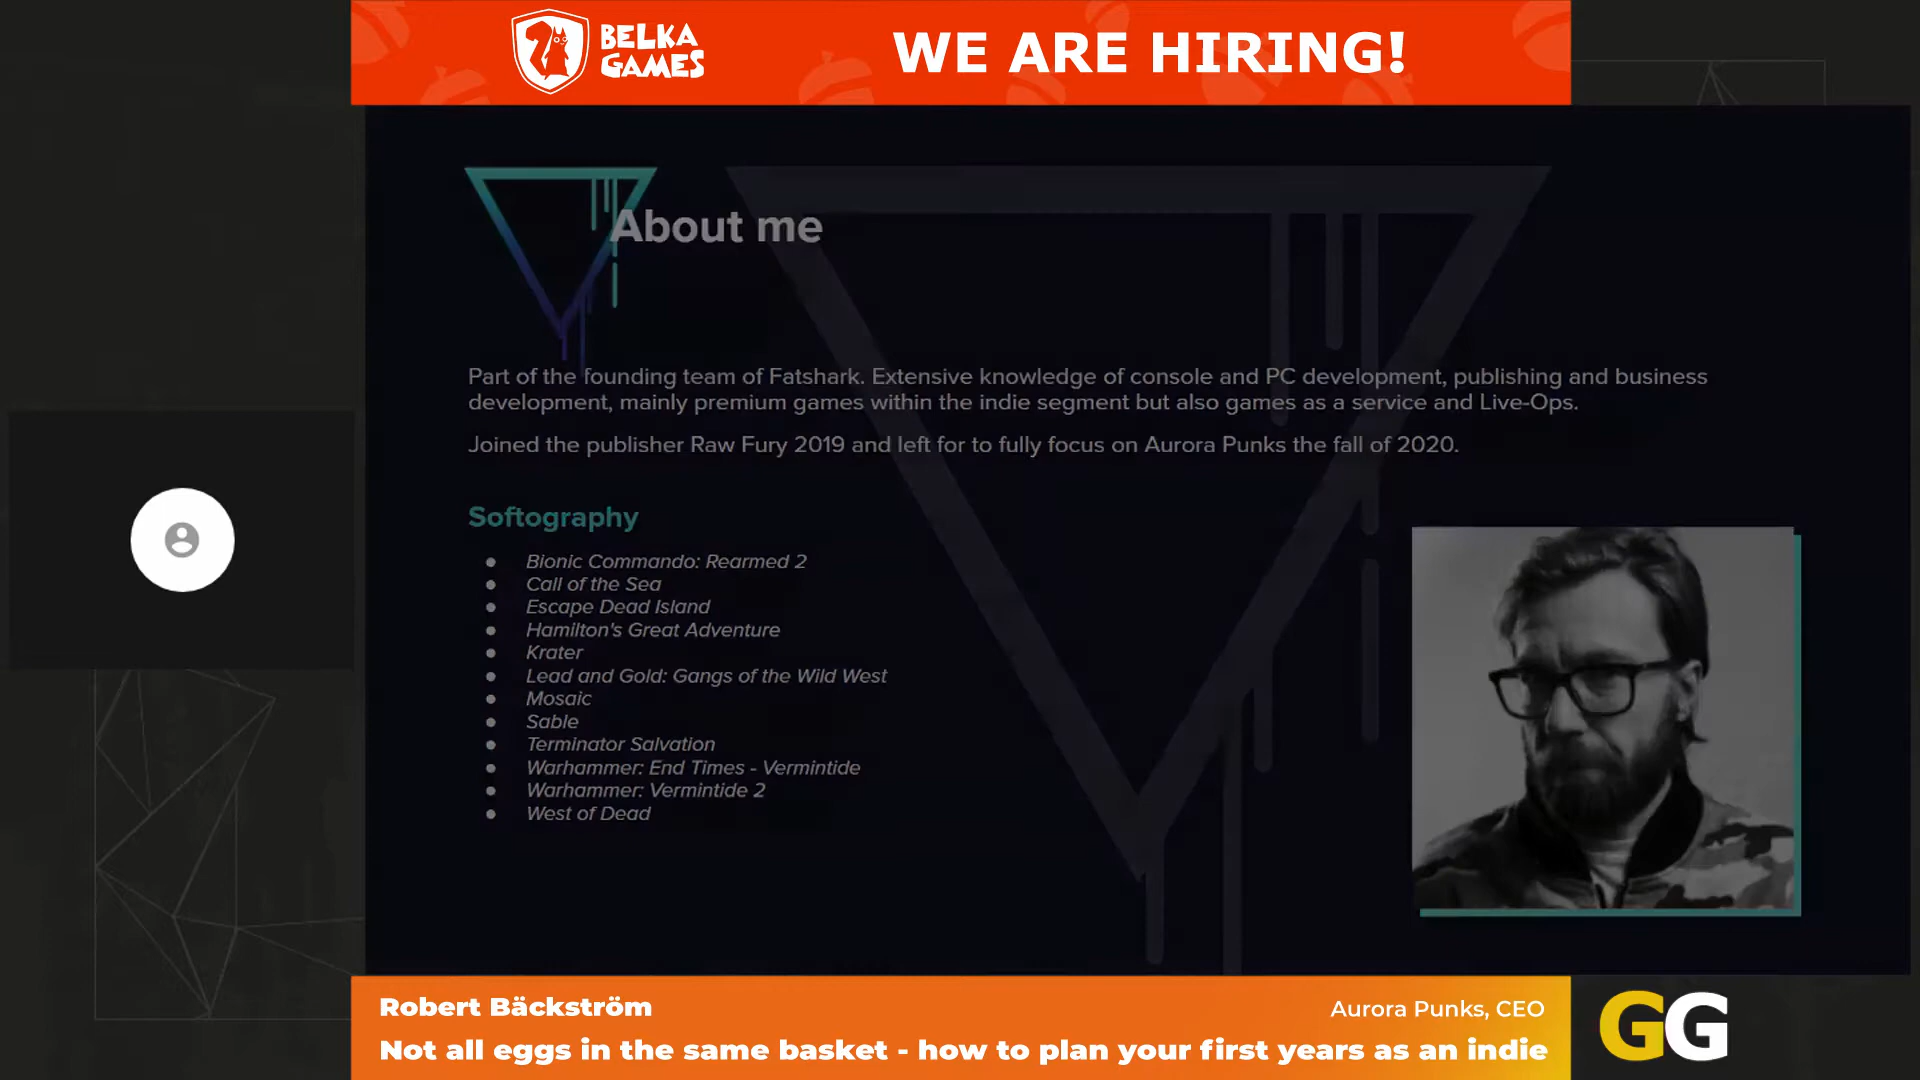 BELKA
GAMES
WE ARE HIRING!
About me
Part of the founding team of Fatshark. Extensive knowledge of console and PC development, publishing and business
development, mainly premium games within the indie segment but also games as a service and Live-Ops.
Joined the publisher Raw Fury 2019 and left for to fully focus on Aurora Punks the fall of 2020.
Softography
● Bionic Commando: Rearmed 2
● Call of the Sea
● Escape Dead Island
● Hamilton's Great Adventure
● Krater
● Lead and Gold: Gangs of the Wild West
● Mosaic
● Sable
● Terminator Salvation
● Warhammer: End Times - Vermintide
● Warhammer: Vermintide 2
● West of Dead
Robert Bäckström
Aurora Punks, CEO
Not all eggs in the same basket - how to plan your first years as an indie
GG